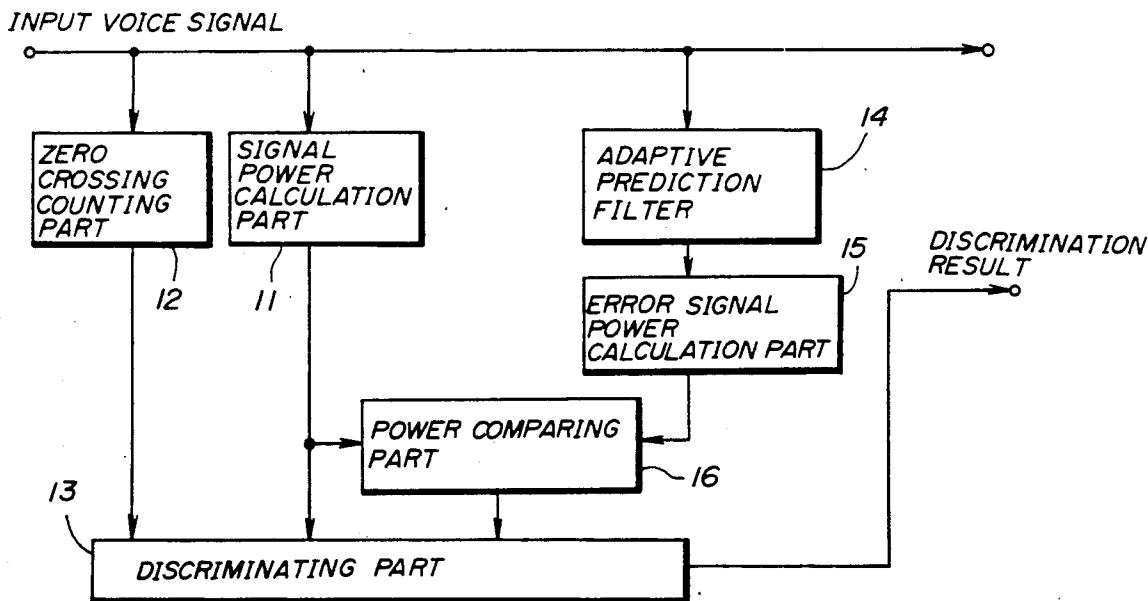 INPUT VOICE SIGNAL
ZERO
CROSSING
COUNTING
PART
12
SIGNAL
POWER
CALCULATION
PART
11
ADAPTIVE
PREDICTION
FILTER
14
DISCRIMINATION
RESULT
15
ERROR SIGNAL
POWER
CALCULATION PART
POWER COMPARING
PART
16
13
DISCRIMINATING PART